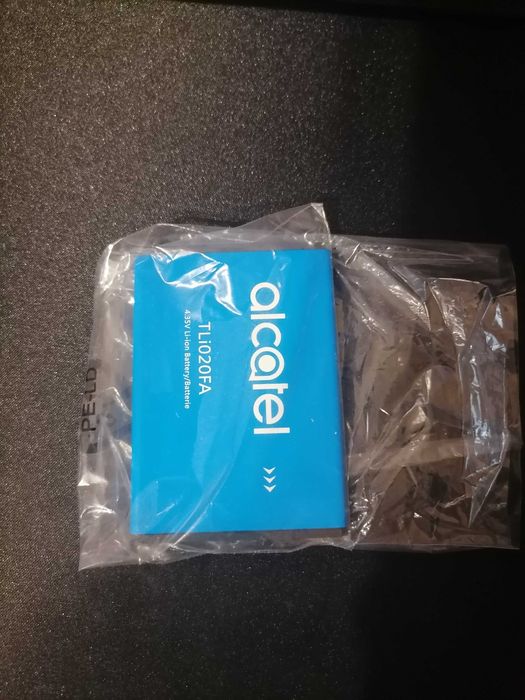 alcatel
TLi020FA
4.35V Li-ion Battery/Batterie
PE-LD